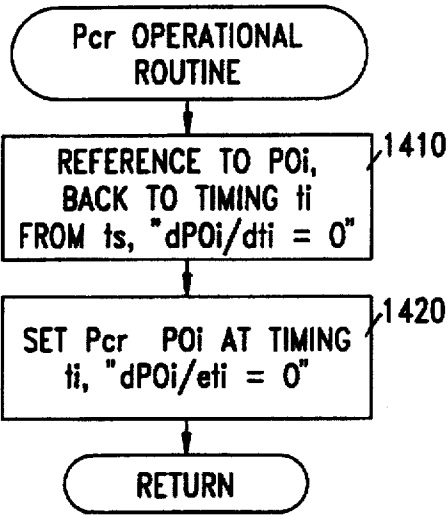 Pcr OPERATIONAL
ROUTINE
1410
REFERENCE TO POi,
BACK TO TIMING ti
FROM ts, "dPOi/dti = 0"
1420
SET Pcr POi AT TIMING
ti, "dPOi/eti = 0"
RETURN